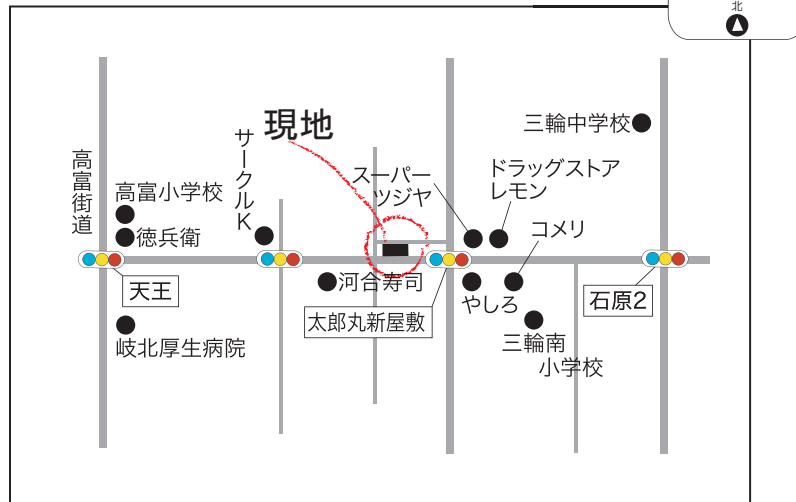 北
現地
三輪中学校
サークルK
高富街道
スーパー
ツジヤ
ドラッグストア
レモン
高富小学校
徳兵衛
コメリ
河合寿司
天王
やしろ
石原2
太郎丸新屋敷
岐北厚生病院
三輪南
小学校